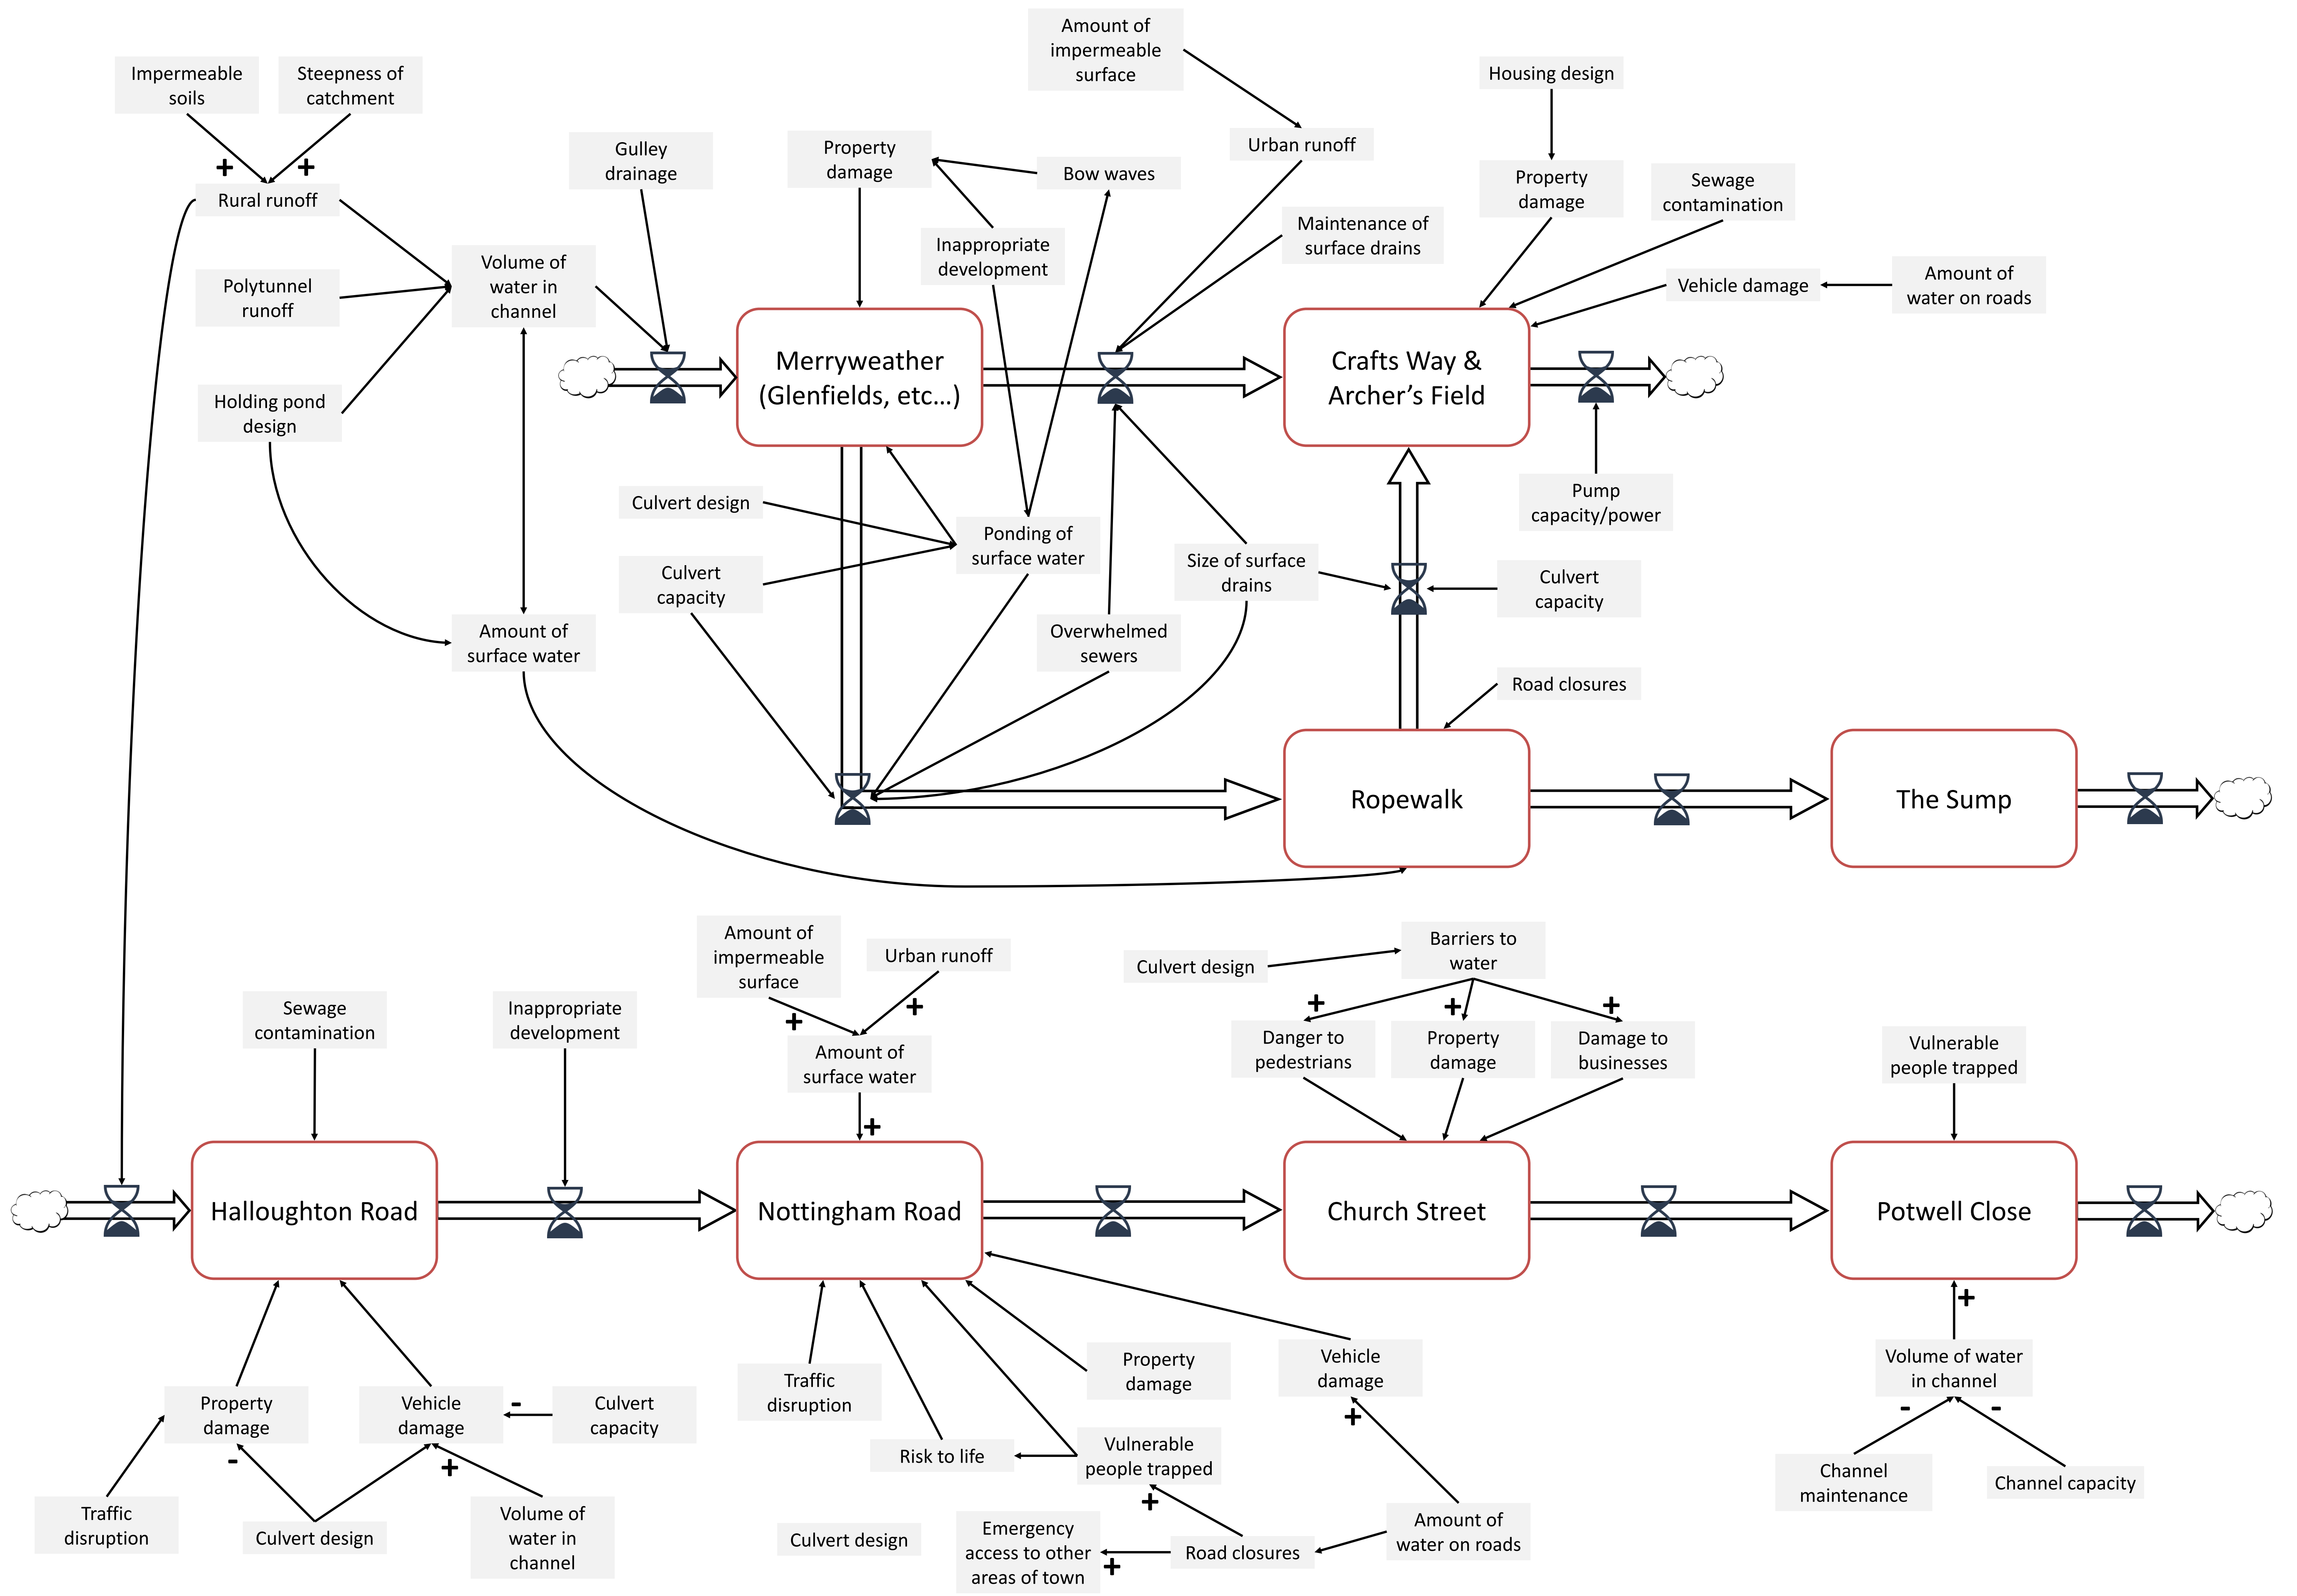 Amount of
impermeable
surface
Impermeable
soils
Steepness of
catchment
Housing design
Gulley
drainage
Property
damage
Bow waves
Urban runoff
Property
damage
Sewage
contamination
+
+
Rural runoff
Inappropriate
development
Maintenance of
surface drains
Volume of
water in
channel
Polytunnel
runoff
Vehicle damage
Amount of
water on roads
Merryweather
(Glenfields, etc...)
Crafts Way &
Archer's Field
Holding pond
design
Culvert design
Pump
capacity/power
Ponding of
surface water
Culvert
capacity
Size of surface
drains
Culvert
capacity
Amount of
surface water
Overwhelmed
sewers
Road closures
Ropewalk
The Sump
Amount of
impermeable
surface
Urban runoff
Culvert design
Barriers to
water
+
+
+
+
+
Sewage
contamination
Inappropriate
development
Amount of
surface water
Danger to
pedestrians
Property
damage
Damage to
businesses
Vulnerable
people trapped
+
Halloughton Road
Nottingham Road
Church Street
Potwell Close
+
Property
damage
Vehicle
damage
-
Culvert
capacity
Traffic
disruption
Property
damage
Vehicle
damage
Volume of water
in channel
-
-
-
+
+
Risk to life
Vulnerable
people trapped
Channel
maintenance
Channel capacity
Traffic
disruption
Culvert design
Volume of
water in
channel
Culvert design
+
Emergency
access to other
areas of town
+
Road closures
Amount of
water on roads